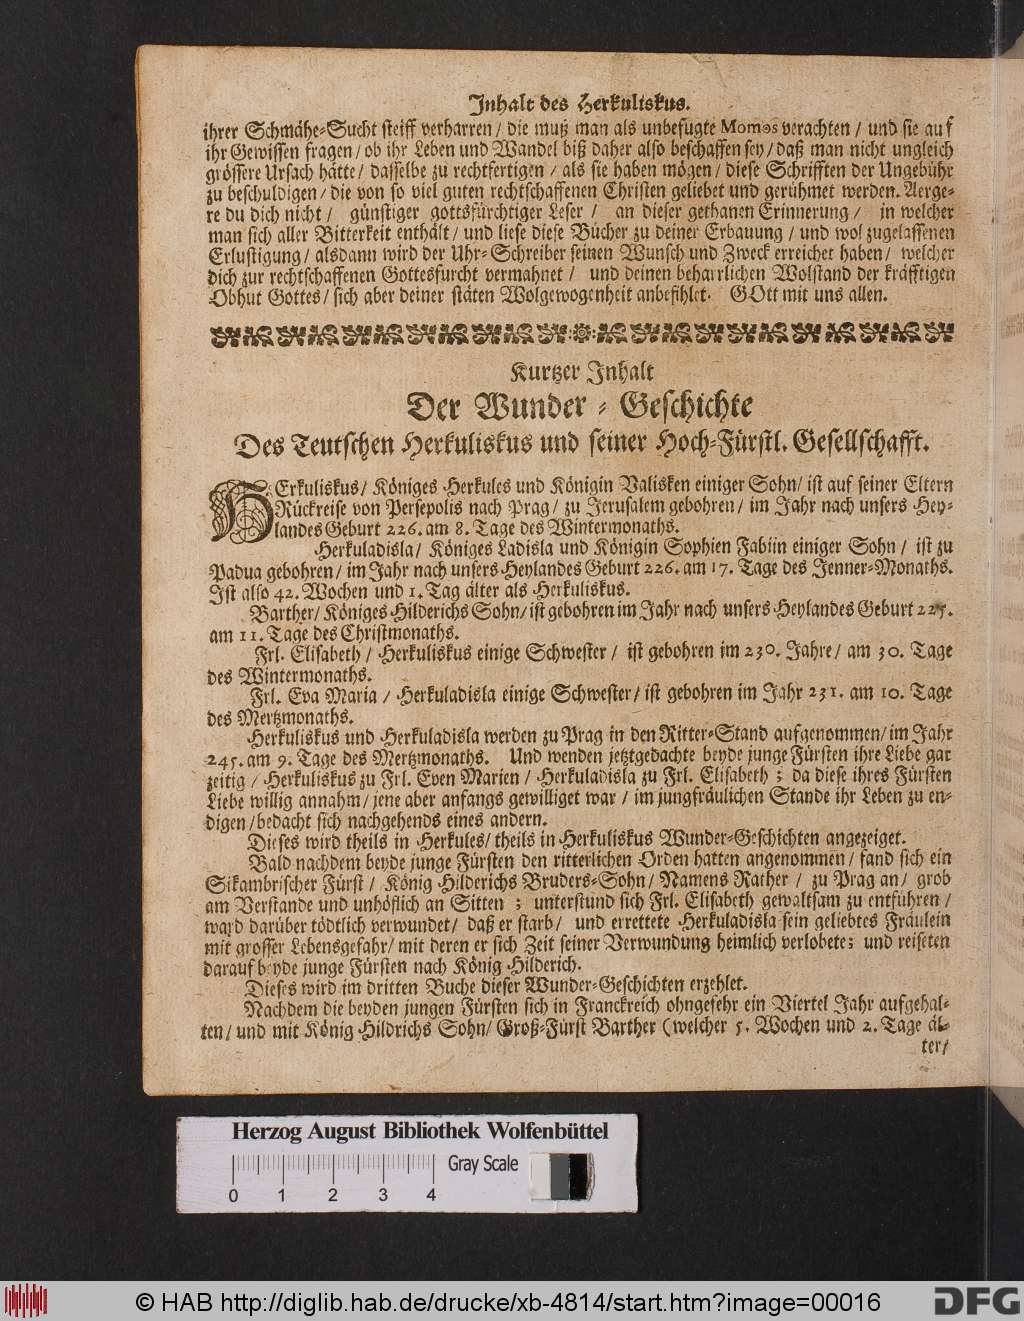 Inhalt des Herkuliskus.
ihrer Schmähe-Sucht steiff verharren / die muß man als unbefugte Momos verachten / und sie auf
ihr Gewissen fragen / ob ihr Leben und Wandel biß daher also beschaffen sey / daß man nicht ungleich
grössere Ursach hätte / dasselbe zu rechtfertigen / als sie haben mögen / diese Schrifften der Ungebühr
zu beschuldigen / die von so viel guten rechtschaffenen Christen geliebet und gerühmet werden. Aerge-
re du dich nicht / günstiger gottsfürchtiger Leser / an dieser gethanen Erinnerung / in welcher
man sich aller Bitterkeit enthält / und liese diese Bücher zu deiner Erbauung / und wol zugelassenen
Erlustigung / alsdann wird der Uhr-Schreiber seinen Wunsch und Zweck erreichet haben / welcher
dich zur rechtschaffenen Gottesfurcht vermahnet / und deinen beharrlichen Wolstand der kräfftigen
Obhut Gottes / sich aber deiner stäten Wolgewogenheit anbefihlet. GOtt mit uns allen.
Kurtzer Inhalt
Der Wunder-Geschichte
Des Teutschen Herkuliskus und seiner Hoch-Fürstl. Gesellschafft.
HErkuliskus / Königes Herkules und Königin Valisken einiger Sohn / ist auf seiner Eltern
Rückreise von Persepolis nach Prag / zu Jerusalem gebohren / im Jahr nach unsers Hey-
landes Geburt 226. am 8. Tage des Wintermonaths.
Herkuladisla / Königes Ladisla und Königin Sophien Fabiin einiger Sohn / ist zu
Padua gebohren / im Jahr nach unsers Heylandes Geburt 226. am 17. Tage des Jenner-Monaths.
Ist also 42. Wochen und 1. Tag älter als Herkuliskus.
Barther / Königes Hilderichs Sohn / ist gebohren im Jahr nach unsers Heylandes Geburt 225.
am 11. Tage des Christmonaths.
Frl. Elisabeth / Herkuliskus einige Schwester / ist gebohren im 230. Jahre / am 30. Tage
des Wintermonaths.
Frl. Eva Maria / Herkuladisla einige Schwester / ist gebohren im Jahr 231. am 10. Tage
des Mertzmonaths.
Herkuliskus und Herkuladisla werden zu Prag in den Ritter-Stand aufgenommen / im Jahr
245. am 9. Tage des Mertzmonaths. Und wenden jetztgedachte beyde junge Fürsten ihre Liebe gar
zeitig / Herkuliskus zu Frl. Even Marien / Herkuladisla zu Frl. Elisabeth ; da diese ihres Fürsten
Liebe willig annahm / jene aber anfangs gewilliget war / im jungfräulichen Stande ihr Leben zu en-
digen / bedacht sich nachgehends eines andern.
Dieses wird theils in Herkules / theils in Herkuliskus Wunder-Geschichten angezeiget.
Bald nachdem beyde junge Fürsten den ritterlichen Orden hatten angenommen / fand sich ein
Sikambrischer Fürst / König Hilderichs Bruders-Sohn / Namens Rather / zu Prag an / grob
am Verstande und unhöflich an Sitten ; unterstund sich Frl. Elisabeth gewaltsam zu entführen /
ward darüber tödtlich verwundet / daß er starb / und errettete Herkuladisla sein geliebtes Fräulein
mit grosser Lebensgefahr / mit deren er sich Zeit seiner Verwundung heimlich verlobete ; und reiseten
darauf beyde junge Fürsten nach König Hilderich.
Dieses wird im dritten Buche dieser Wunder-Geschichten erzehlet.
Nachdem die beyden jungen Fürsten sich in Franckreich ohngefehr ein Viertel Jahr aufgehal-
ten / und mit König Hildrichs Sohn / Groß-Fürst Barther (welcher 5. Wochen und 2. Tage äl-
ter /
Herzog August Bibliothek Wolfenbüttel
Gray Scale
0 1 2 3 4
© HAB http://diglib.hab.de/drucke/xb-4814/start.htm?image=00016
DFG